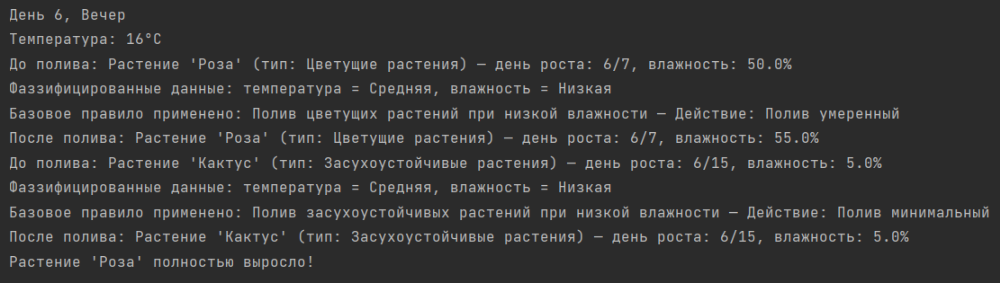 День 6, Вечер
Температура: 16°C
До полива: Растение 'Роза' (тип: Цветущие растения) — день роста: 6/7, влажность: 50.0%
Фаззифицированные данные: температура = Средняя, влажность = Низкая
Базовое правило применено: Полив цветущих растений при низкой влажности — Действие: Полив умеренный
После полива: Растение 'Роза' (тип: Цветущие растения) — день роста: 6/7, влажность: 55.0%
До полива: Растение 'Кактус' (тип: Засухоустойчивые растения) — день роста: 6/15, влажность: 5.0%
Фаззифицированные данные: температура = Средняя, влажность = Низкая
Базовое правило применено: Полив засухоустойчивых растений при низкой влажности — Действие: Полив минимальный
После полива: Растение 'Кактус' (тип: Засухоустойчивые растения) — день роста: 6/15, влажность: 5.0%
Растение 'Роза' полностью выросло!